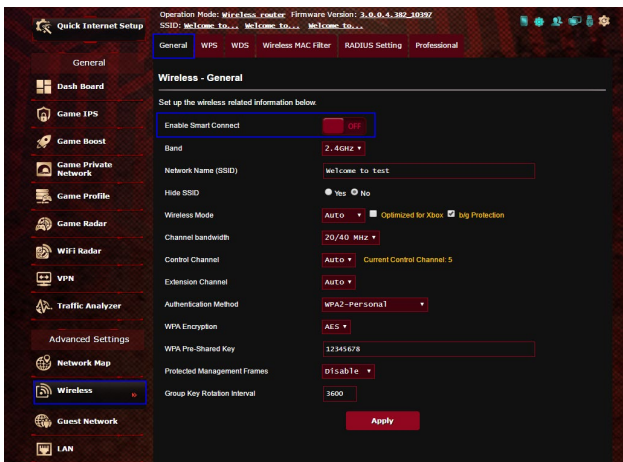 Quick Internet Setup
Operation Mode: Wireless router Firmware Version: 3.0.0.4.382_10397
SSID: Welcome to... Welcome to... Welcome to...
General WPS WDS Wireless MAC Filter RADIUS Setting Professional
General
Dash Board
Game IPS
Game Boost
Game Private
Network
Game Profile
Game Radar
WiFi Radar
VPN
Traffic Analyzer
Advanced Settings
Network Map
Wireless
Guest Network
LAN
Wireless - General
Set up the wireless related information below.
Enable Smart Connect OFF
Band 2.4GHz
Network Name (SSID) Welcome to test
Hide SSID Yes No
Wireless Mode Auto Optimized for Xbox b/g Protection
Channel bandwidth 20/40 MHz
Control Channel Auto Current Control Channel: 5
Extension Channel Auto
Authentication Method WPA2-Personal
WPA Encryption AES
WPA Pre-Shared Key 12345678
Protected Management Frames Disable
Group Key Rotation Interval 3600
Apply